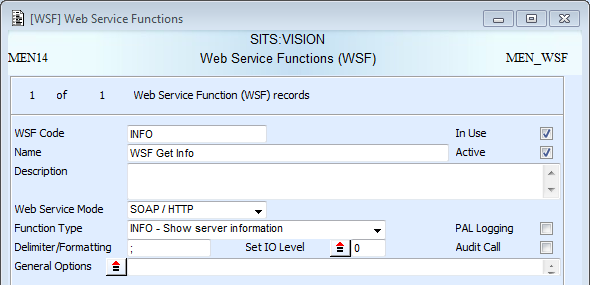 [WSF] Web Service Functions
SITS:VISION
MEN14 Web Service Functions (WSF) MEN_WSF
1 of 1 Web Service Function (WSF) records
WSF Code INFO In Use
Name WSF Get Info Active
Description
Web Service Mode SOAP / HTTP
Function Type INFO - Show server information PAL Logging
Delimiter/Formatting ; Set IO Level 0 Audit Call
General Options